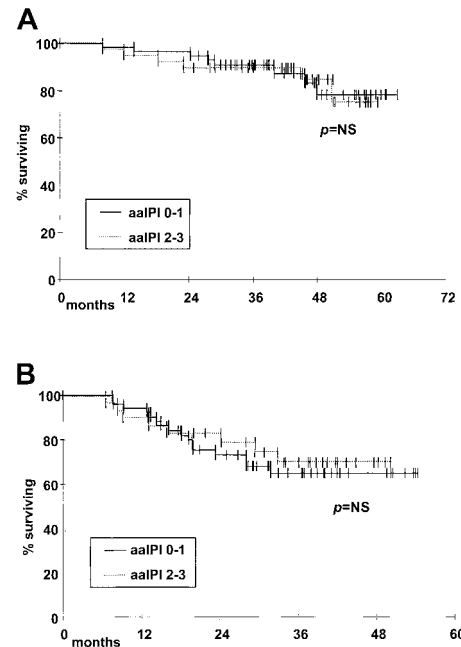 A
100
80
60
40
20
0
% surviving
p=NS
aaIPI 0-1
aaIPI 2-3
0 12 24 36 48 60 72
months
B
100
80
60
40
20
0
% surviving
p=NS
aaIPI 0-1
aaIPI 2-3
0 12 24 36 48 60
months